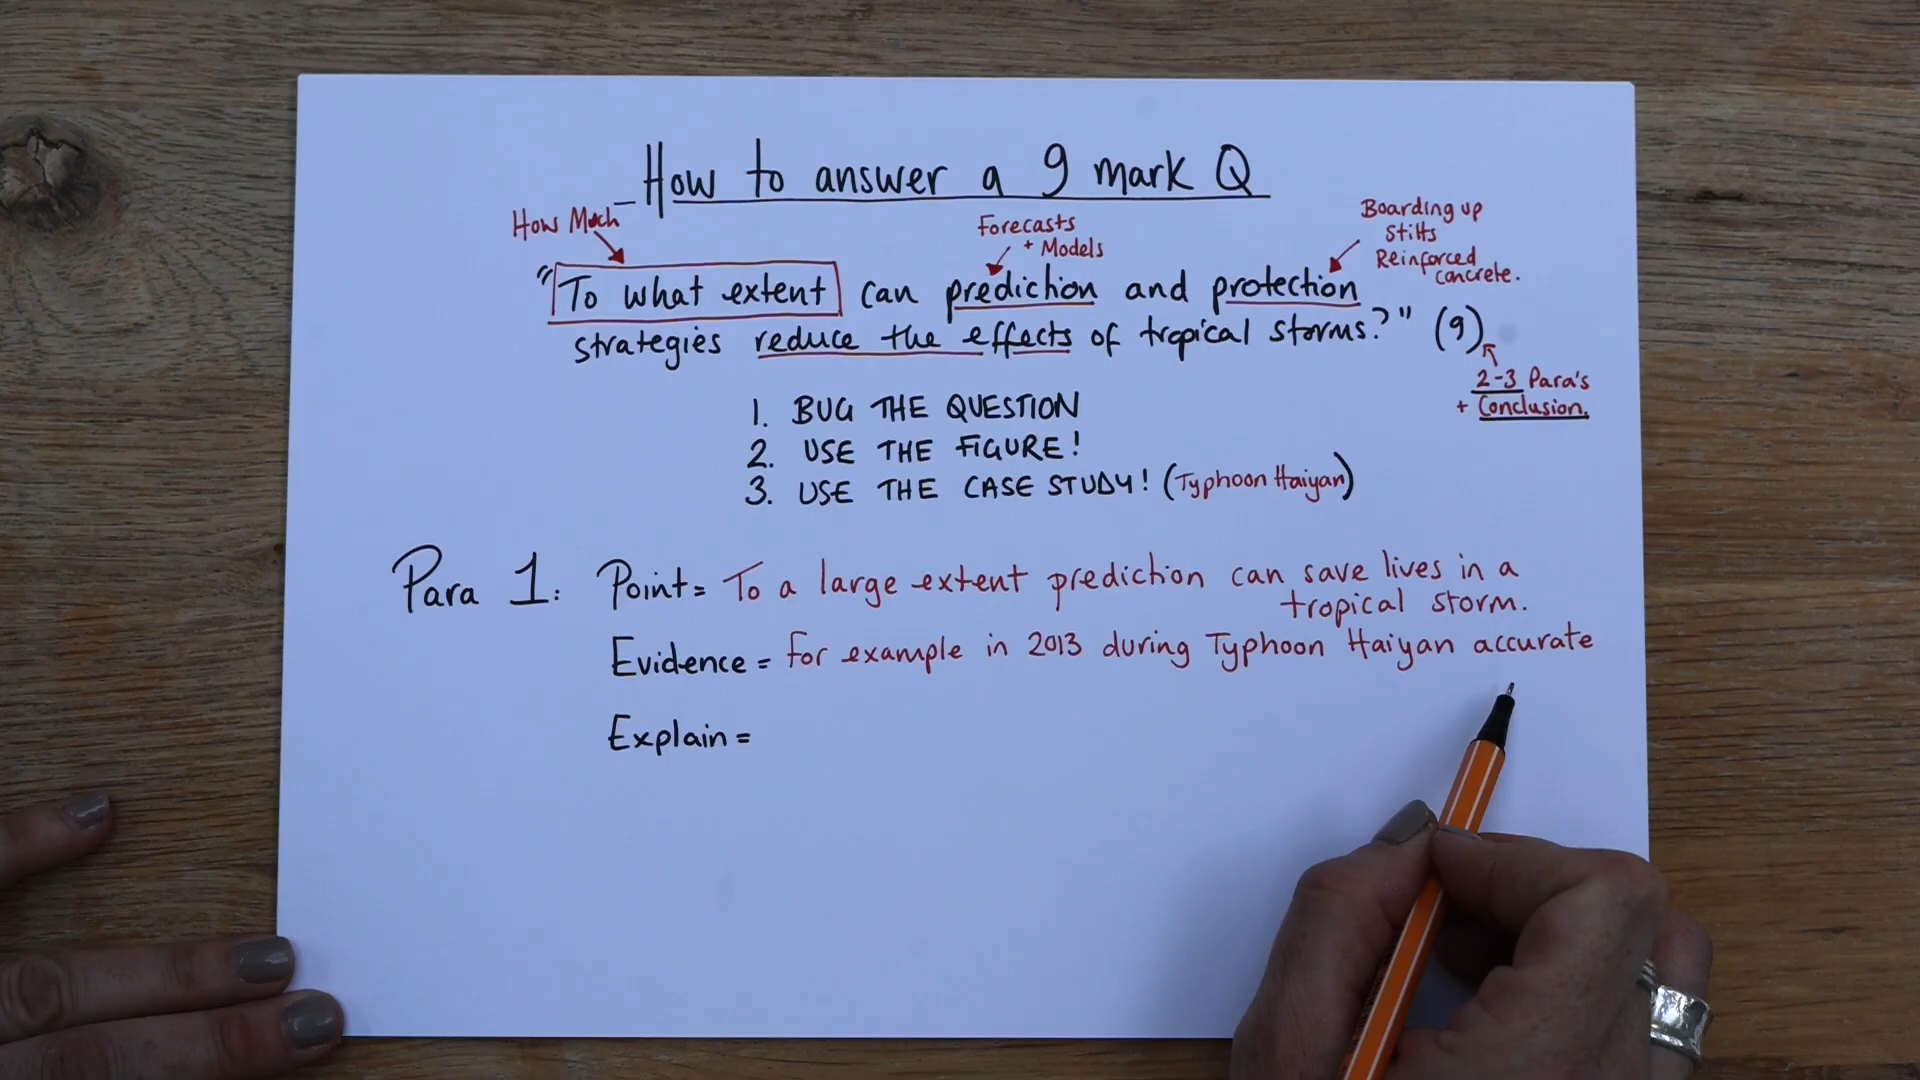 How to answer a 9 mark Q
How Much
Forecasts
+ Models
Boarding up
Stilts
Reinforced
concrete.
"To what extent can prediction and protection
strategies reduce the effects of tropical storms?" (9)
2-3 Para's
+ Conclusion.
1. BUG THE QUESTION
2. USE THE FIGURE!
3. USE THE CASE STUDY! (Typhoon Haiyan)
Para 1: Point = To a large extent prediction can save lives in a
tropical storm.
Evidence = For example in 2013 during Typhoon Haiyan accurate
Explain =